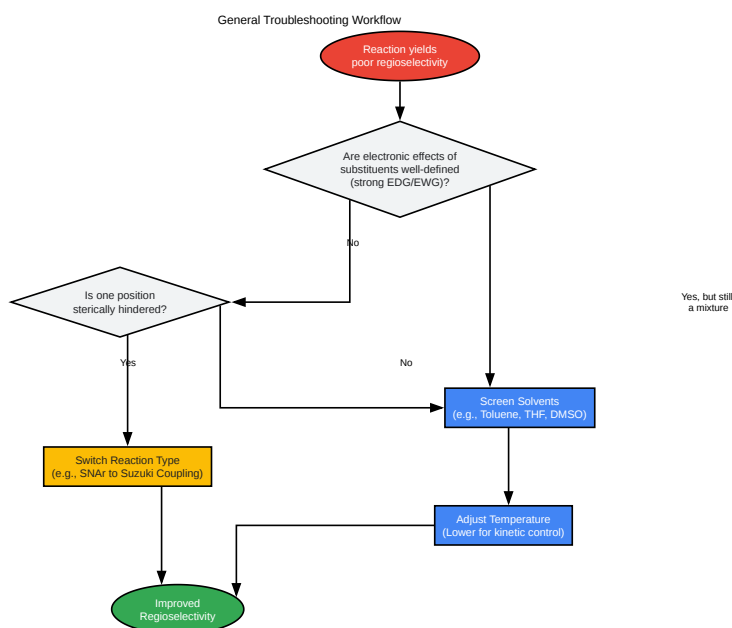 General Troubleshooting Workflow
Reaction yields
poor regioselectivity
Are electronic effects of
substituents well-defined
(strong EDG/EWG)?
No
Is one position
sterically hindered?
Yes, but still
a mixture
Yes
No
Screen Solvents
(e.g., Toluene, THF, DMSO)
Switch Reaction Type
(e.g., SNAr to Suzuki Coupling)
Adjust Temperature
(Lower for kinetic control)
Improved
Regioselectivity